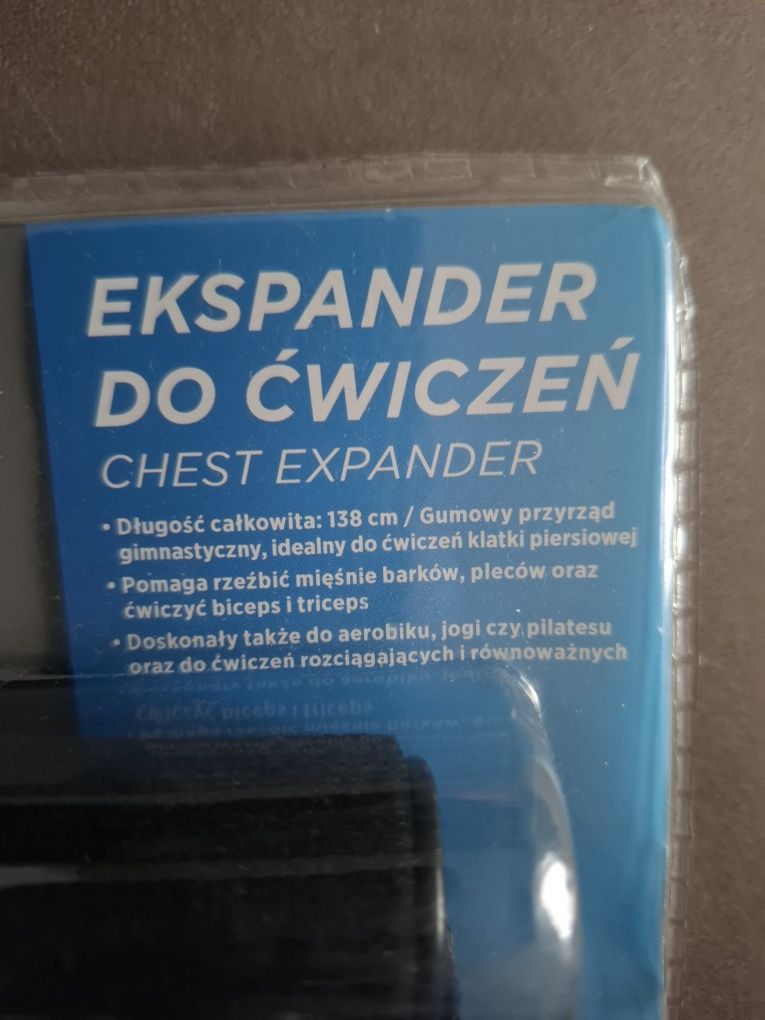 EKSPANDER
DO ĆWICZEŃ
CHEST EXPANDER
• Długość całkowita: 138 cm / Gumowy przyrząd
gimnastyczny, idealny do ćwiczeń klatki piersiowej
• Pomaga rzeźbić mięśnie barków, pleców oraz
ćwiczyć biceps i triceps
• Doskonały także do aerobiku, jogi czy pilatesu
oraz do ćwiczeń rozciągających i równoważnych